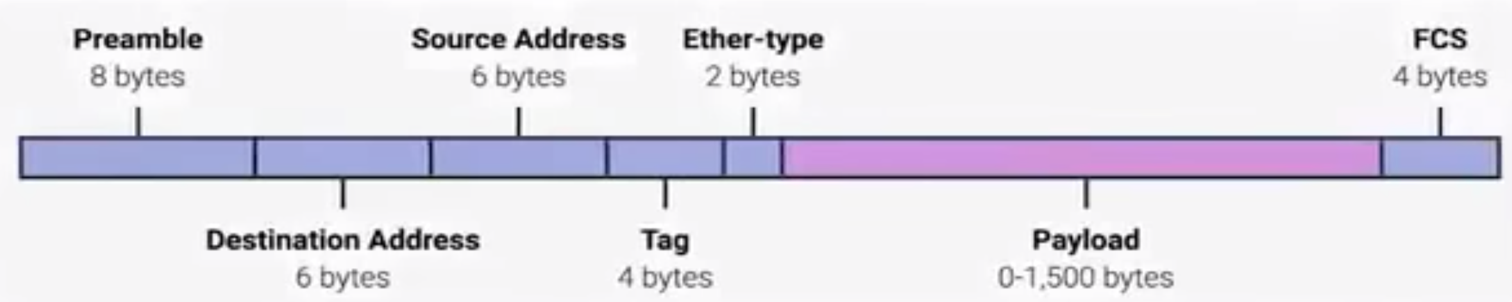 Preamble
8 bytes
Source Address
6 bytes
Ether-type
2 bytes
FCS
4 bytes
Destination Address
6 bytes
Tag
4 bytes
Payload
0-1,500 bytes